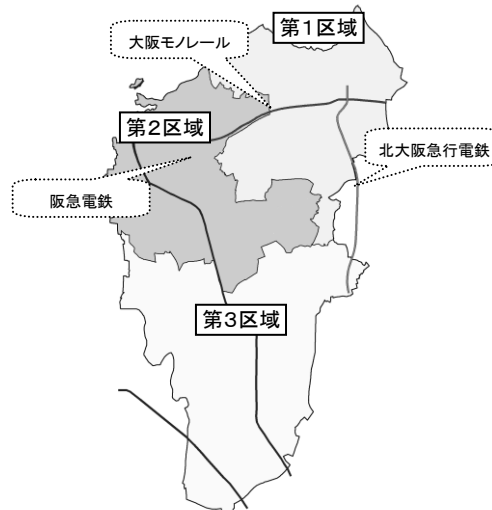 第1区域
大阪モノレール
第2区域
北大阪急行電鉄
阪急電鉄
第3区域